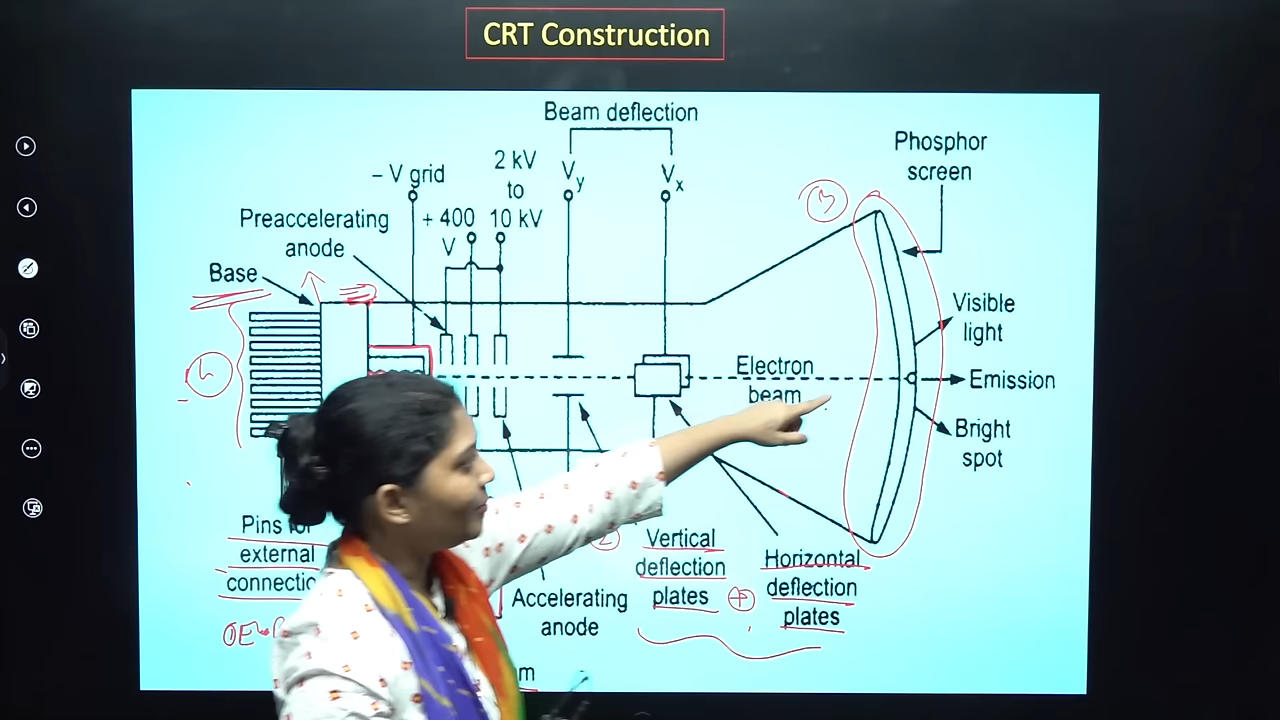 CRT Construction
Beam deflection
Phosphor
screen
2 kV
to
10 kV
Vy
Vx
– V grid
+ 400
V
Preaccelerating
anode
Base
Visible
light
Electron
beam
Emission
Bright
spot
Pins for
external
connectio
Vertical
deflection
plates
Horizontal
deflection
plates
Accelerating
anode